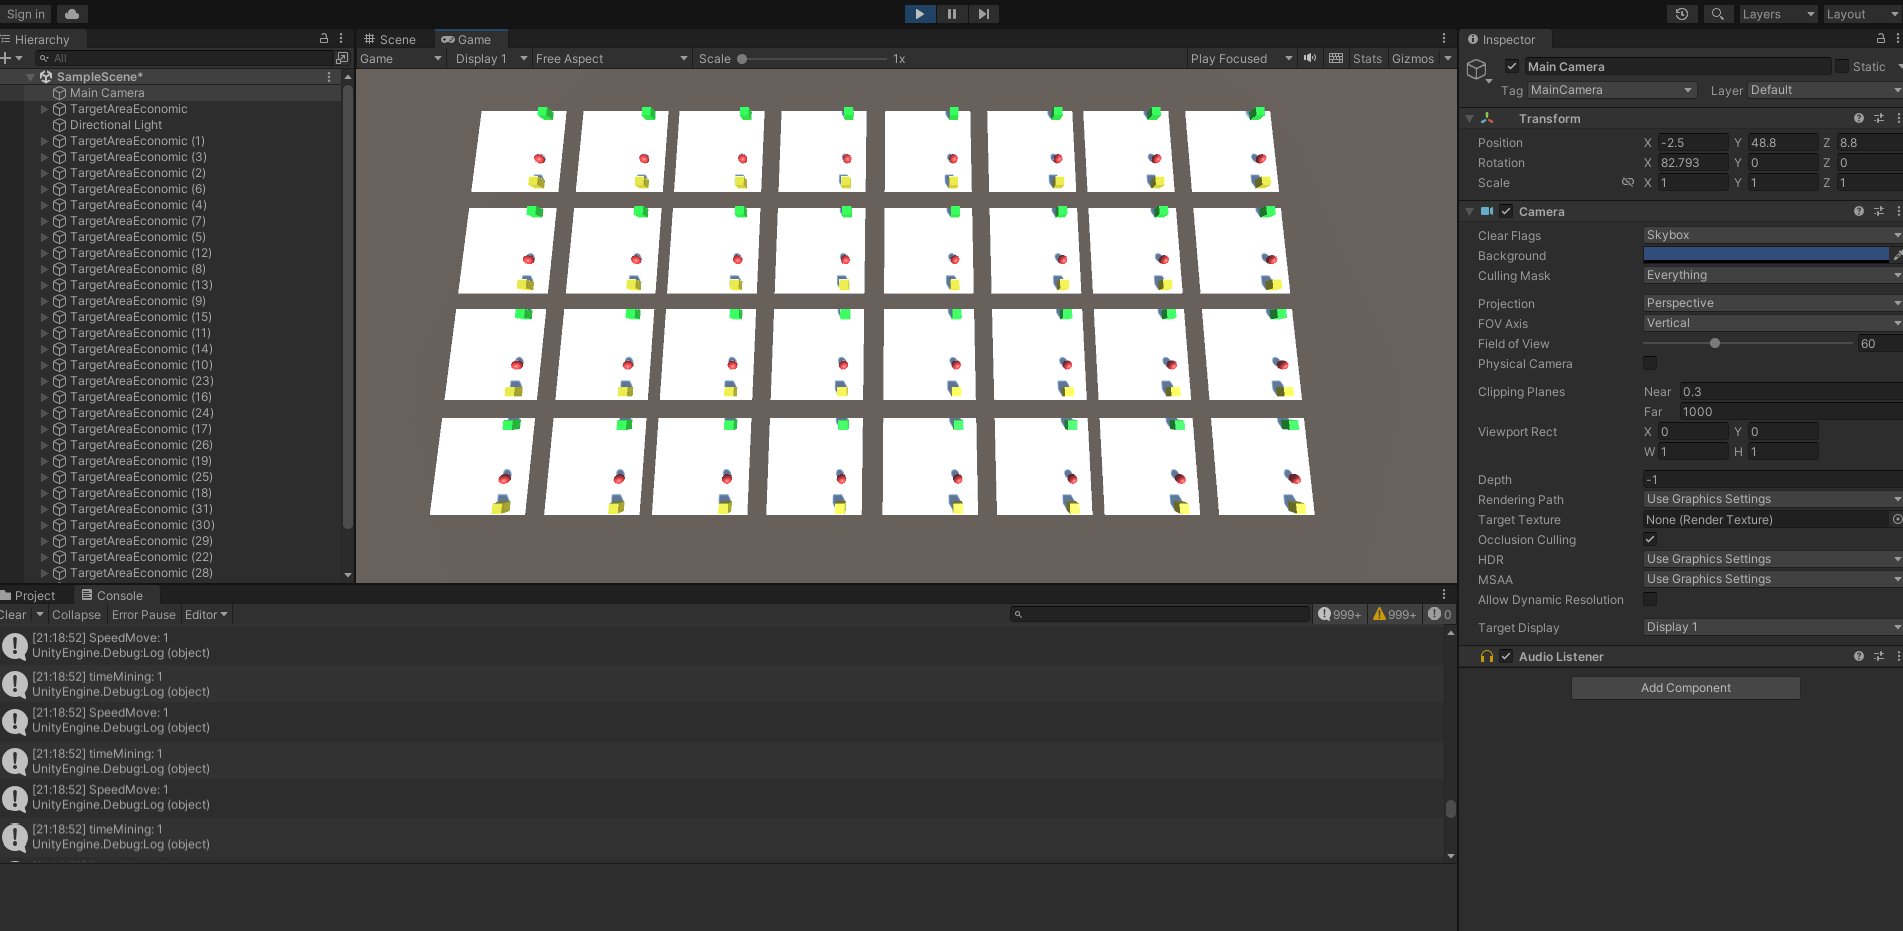 Sign in
Layers
Layout
Hierarchy
All
SampleScene*
Main Camera
TargetAreaEconomic
Directional Light
TargetAreaEconomic (1)
TargetAreaEconomic (3)
TargetAreaEconomic (2)
TargetAreaEconomic (6)
TargetAreaEconomic (4)
TargetAreaEconomic (7)
TargetAreaEconomic (5)
TargetAreaEconomic (12)
TargetAreaEconomic (8)
TargetAreaEconomic (13)
TargetAreaEconomic (9)
TargetAreaEconomic (15)
TargetAreaEconomic (11)
TargetAreaEconomic (14)
TargetAreaEconomic (10)
TargetAreaEconomic (23)
TargetAreaEconomic (16)
TargetAreaEconomic (24)
TargetAreaEconomic (17)
TargetAreaEconomic (26)
TargetAreaEconomic (19)
TargetAreaEconomic (25)
TargetAreaEconomic (18)
TargetAreaEconomic (31)
TargetAreaEconomic (30)
TargetAreaEconomic (29)
TargetAreaEconomic (22)
TargetAreaEconomic (28)
Scene Game
Game Display 1 Free Aspect Scale 1x Play Focused Stats Gizmos
Project Console
Clear Collapse Error Pause Editor 999+ 999+ 0
[21:18:52] SpeedMove: 1
UnityEngine.Debug:Log (object)
[21:18:52] timeMining: 1
UnityEngine.Debug:Log (object)
[21:18:52] SpeedMove: 1
UnityEngine.Debug:Log (object)
[21:18:52] timeMining: 1
UnityEngine.Debug:Log (object)
[21:18:52] SpeedMove: 1
UnityEngine.Debug:Log (object)
[21:18:52] timeMining: 1
UnityEngine.Debug:Log (object)
Inspector
Main Camera Static
Tag MainCamera Layer Default
Transform
Position X -2.5 Y 48.8 Z 8.8
Rotation X 82.793 Y 0 Z 0
Scale X 1 Y 1 Z 1
Camera
Clear Flags Skybox
Background
Culling Mask Everything
Projection Perspective
FOV Axis Vertical
Field of View 60
Physical Camera
Clipping Planes Near 0.3
Far 1000
Viewport Rect X 0 Y 0
W 1 H 1
Depth -1
Rendering Path Use Graphics Settings
Target Texture None (Render Texture)
Occlusion Culling
HDR Use Graphics Settings
MSAA Use Graphics Settings
Allow Dynamic Resolution
Target Display Display 1
Audio Listener
Add Component